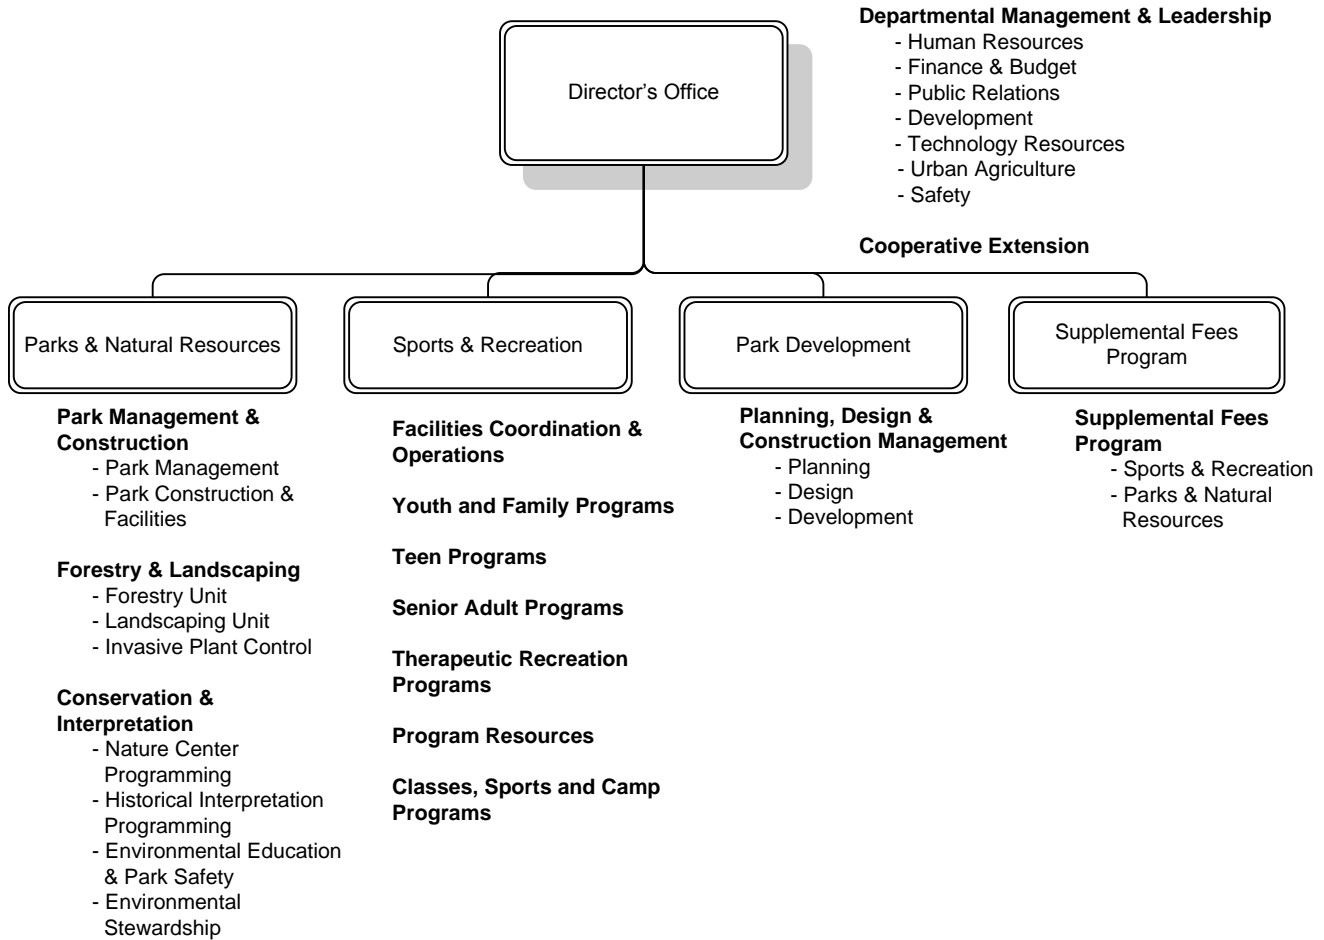 Director's Office
Departmental Management & Leadership
- Human Resources
- Finance & Budget
- Public Relations
- Development
- Technology Resources
- Urban Agriculture
- Safety
Cooperative Extension
Parks & Natural Resources
Park Management &
Construction
- Park Management
- Park Construction &
Facilities
Forestry & Landscaping
- Forestry Unit
- Landscaping Unit
- Invasive Plant Control
Conservation &
Interpretation
- Nature Center
Programming
- Historical Interpretation
Programming
- Environmental Education
& Park Safety
- Environmental
Stewardship
Sports & Recreation
Facilities Coordination &
Operations
Youth and Family Programs
Teen Programs
Senior Adult Programs
Therapeutic Recreation
Programs
Program Resources
Classes, Sports and Camp
Programs
Park Development
Planning, Design &
Construction Management
- Planning
- Design
- Development
Supplemental Fees
Program
Supplemental Fees
Program
- Sports & Recreation
- Parks & Natural
Resources